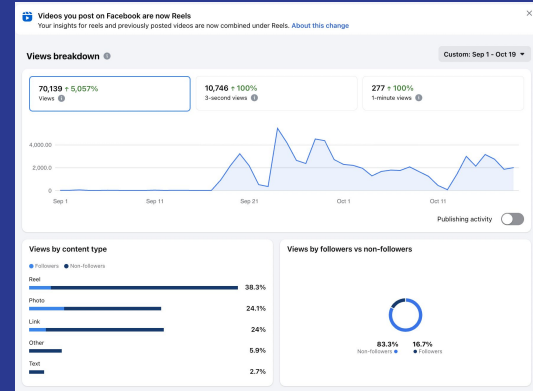 Videos you post on Facebook are now Reels
Your insights for reels and previously posted videos are now combined under Reels. About this change
Views breakdown
Custom: Sep 1 - Oct 19
70,139 ↑ 5,057%
Views
10,746 ↑ 100%
3-second views
277 ↑ 100%
1-minute views
4,000.00
2,000.0
0
Sep 1
Sep 11
Sep 21
Oct 1
Oct 11
Publishing activity
Views by content type
Followers Non-followers
Reel
38.3%
Photo
24.1%
Link
24%
Other
5.9%
Text
2.7%
Views by followers vs non-followers
83.3% 16.7%
Non-followers Followers